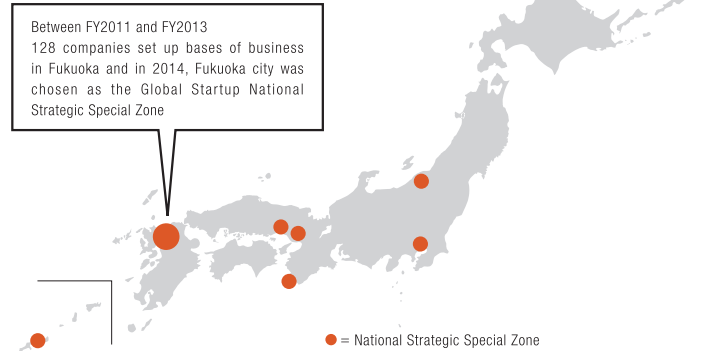 Between FY2011 and FY2013
128 companies set up bases of business
in Fukuoka and in 2014, Fukuoka city was
chosen as the Global Startup National
Strategic Special Zone
= National Strategic Special Zone